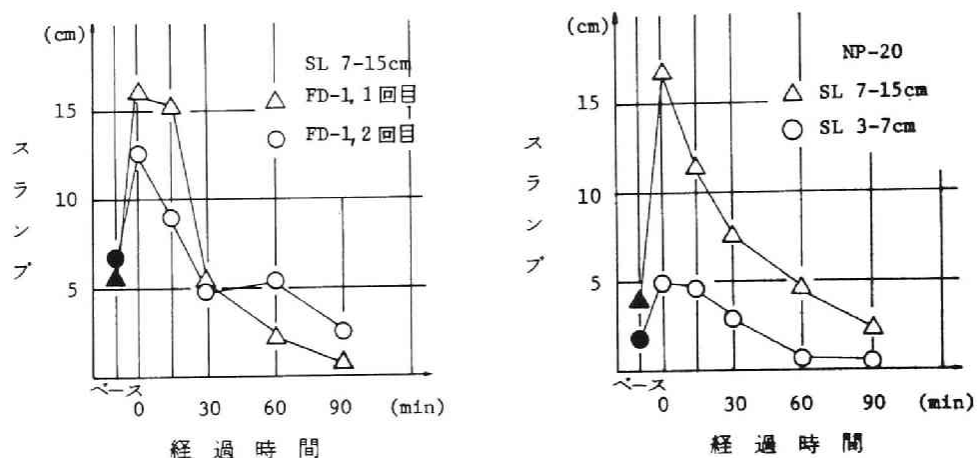 (cm)
SL 7-15cm
△ FD-1, 1回目
○ FD-1, 2回目
15
10
5
スランプ
ベース
0 30 60 90 (min)
経過時間
(cm)
NP-20
△ SL 7-15cm
○ SL 3-7cm
15
10
5
スランプ
ベース
0 30 60 90 (min)
経過時間